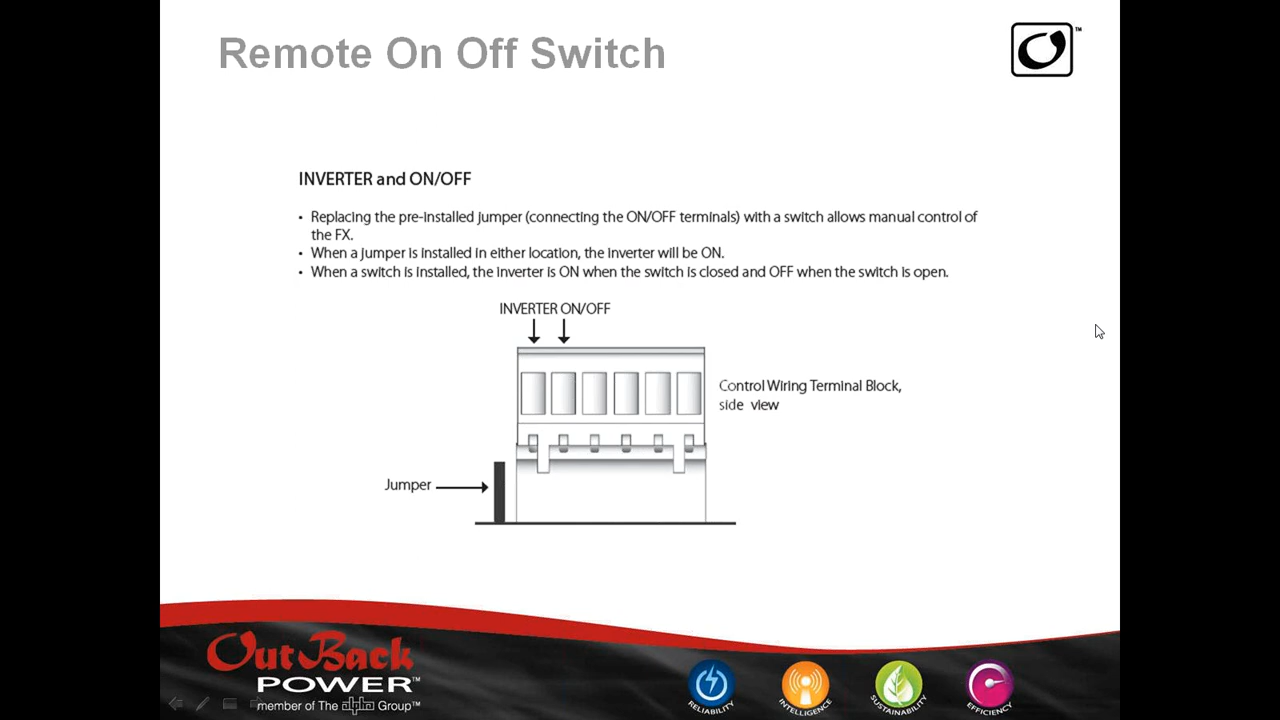 Remote On Off Switch
TM
INVERTER and ON/OFF
• Replacing the pre-installed jumper (connecting the ON/OFF terminals) with a switch allows manual control of
the FX.
• When a jumper is installed in either location, the inverter will be ON.
• When a switch is installed, the inverter is ON when the switch is closed and OFF when the switch is open.
INVERTER ON/OFF
Control Wiring Terminal Block,
side view
Jumper
OutBack
POWER™
member of The alpha Group™
RELIABILITY
INTELLIGENCE
SUSTAINABILITY
EFFICIENCY